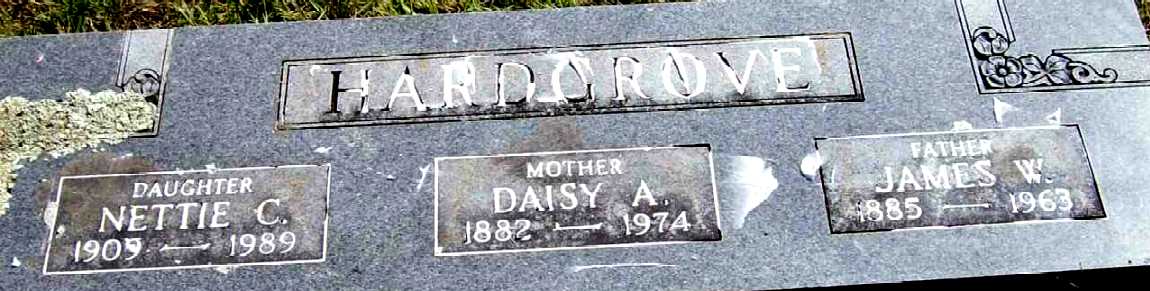 HARDGROVE
DAUGHTER
NETTIE C.
1909 — 1989
MOTHER
DAISY A.
1882 — 1974
FATHER
JAMES W.
1885 — 1963